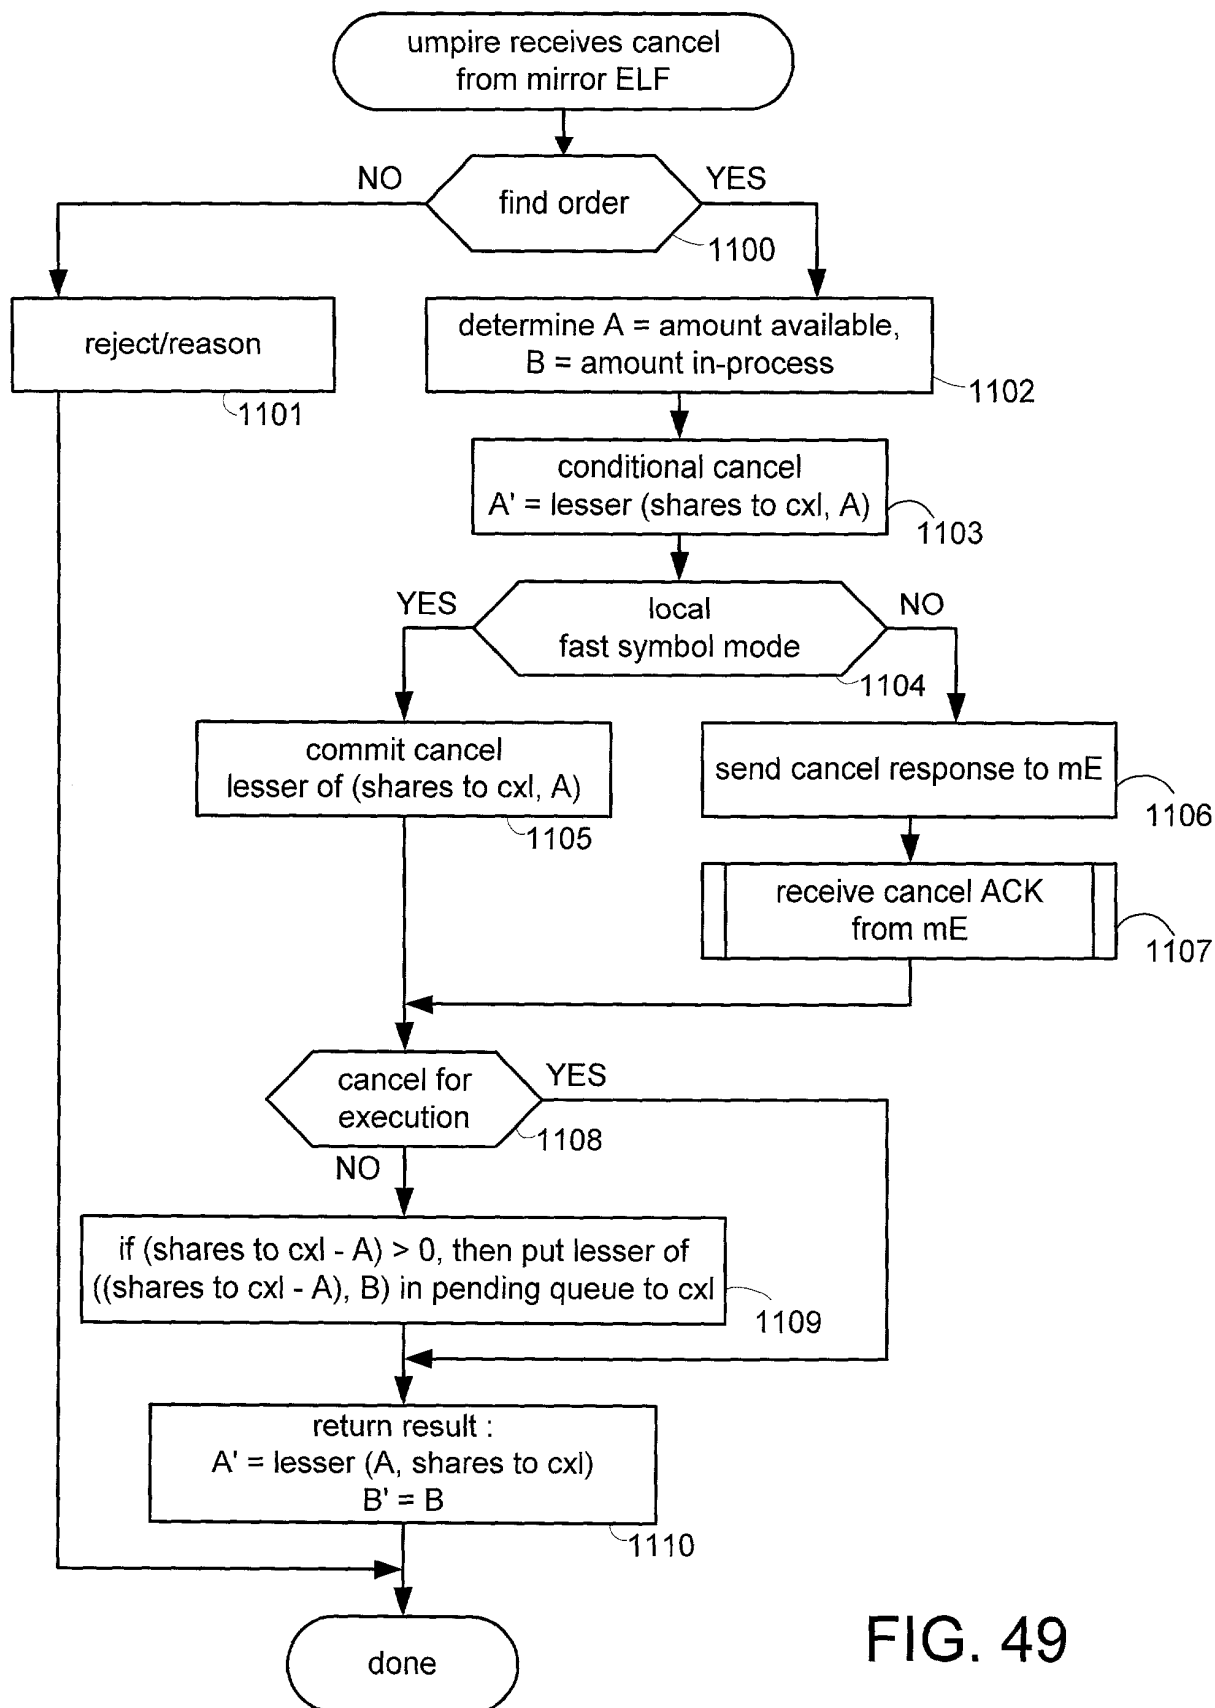 umpire receives cancel
from mirror ELF
NO
YES
find order
1100
reject/reason
1101
determine A = amount available,
B = amount in-process
1102
conditional cancel
A' = lesser (shares to cxl, A)
1103
YES
local
fast symbol mode
NO
1104
commit cancel
lesser of (shares to cxl, A)
1105
send cancel response to mE
1106
receive cancel ACK
from mE
1107
cancel for
execution
YES
1108
NO
if (shares to cxl - A) > 0, then put lesser of
((shares to cxl - A), B) in pending queue to cxl
1109
return result :
A' = lesser (A, shares to cxl)
B' = B
1110
done
FIG. 49